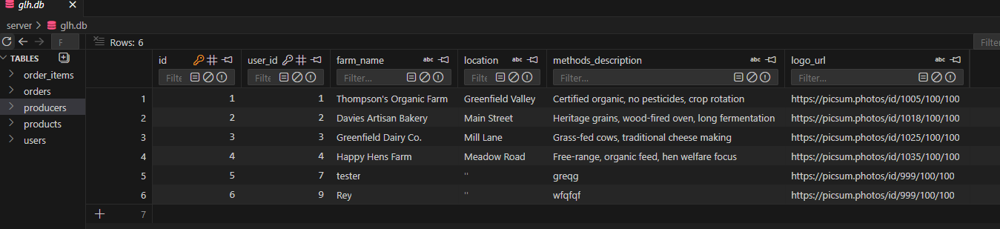 glh.db
server > glh.db
F Rows: 6 Filter
TABLES
order_items
orders
producers
products
users
id user_id farm_name abc location abc methods_description abc logo_url abc
Filte Filte Filter... Filte Filter... Filter...
1 1 1 Thompson's Organic Farm Greenfield Valley Certified organic, no pesticides, crop rotation https://picsum.photos/id/1005/100/100
2 2 2 Davies Artisan Bakery Main Street Heritage grains, wood-fired oven, long fermentation https://picsum.photos/id/1018/100/100
3 3 3 Greenfield Dairy Co. Mill Lane Grass-fed cows, traditional cheese making https://picsum.photos/id/1025/100/100
4 4 4 Happy Hens Farm Meadow Road Free-range, organic feed, hen welfare focus https://picsum.photos/id/1035/100/100
5 5 7 tester '' greqg https://picsum.photos/id/999/100/100
6 6 9 Rey '' wfqfqf https://picsum.photos/id/999/100/100
7